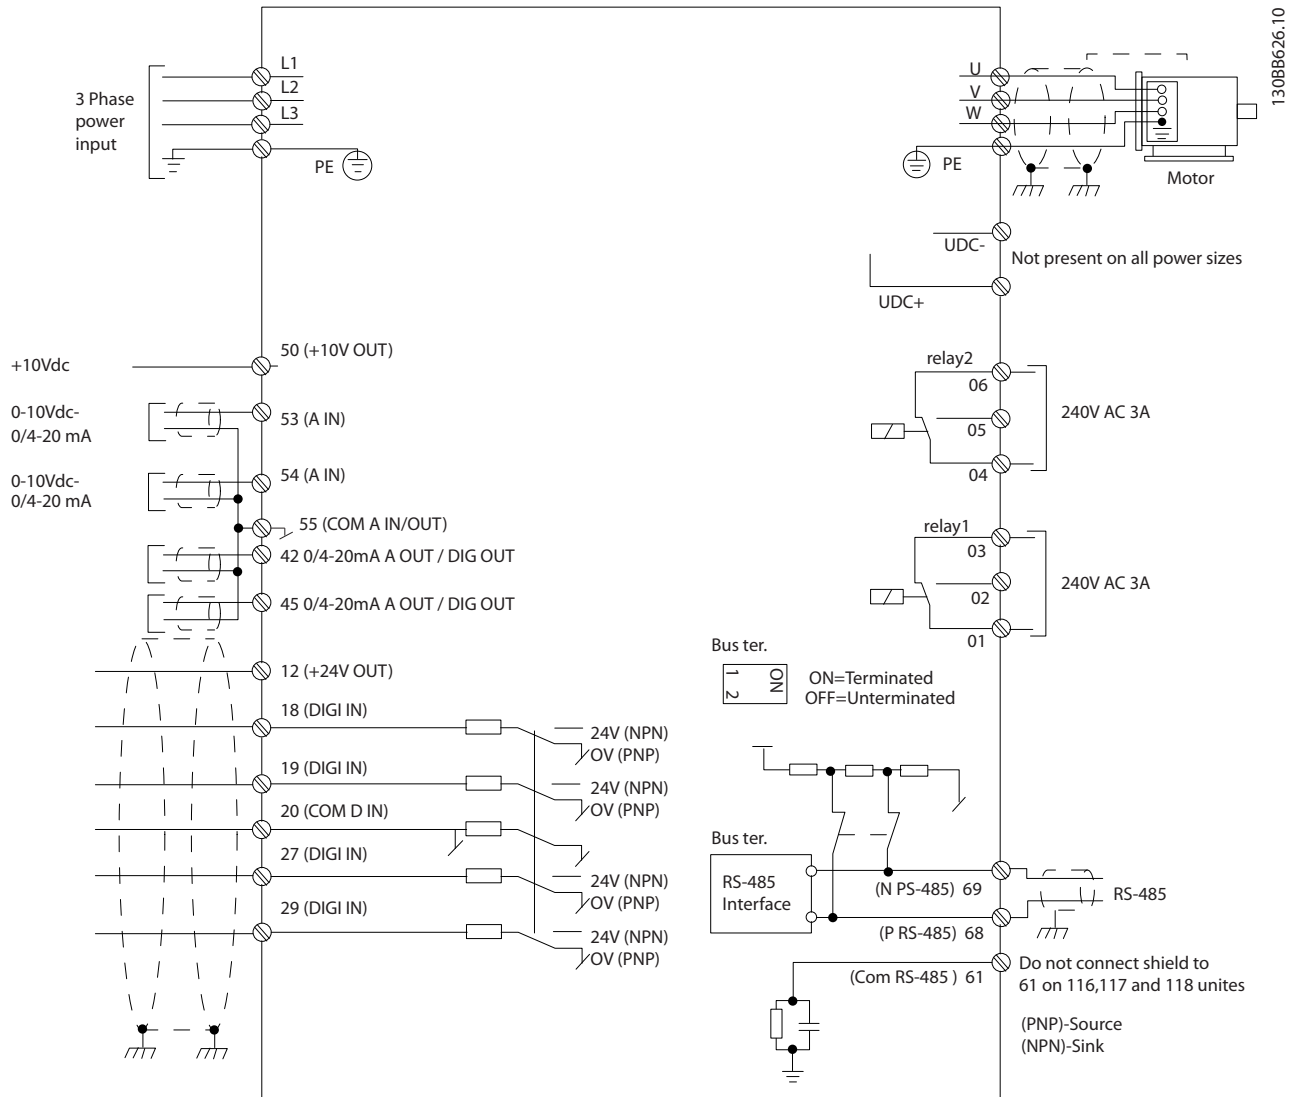 130BB626.10
3 Phase
power
input
L1
L2
L3
PE
U
V
W
PE
Motor
UDC-
Not present on all power sizes
UDC+
+10Vdc
50 (+10V OUT)
0-10Vdc-
0/4-20 mA
53 (A IN)
0-10Vdc-
0/4-20 mA
54 (A IN)
55 (COM A IN/OUT)
42 0/4-20mA A OUT / DIG OUT
45 0/4-20mA A OUT / DIG OUT
12 (+24V OUT)
18 (DIGI IN)
24V (NPN)
OV (PNP)
19 (DIGI IN)
24V (NPN)
OV (PNP)
20 (COM D IN)
27 (DIGI IN)
24V (NPN)
OV (PNP)
29 (DIGI IN)
24V (NPN)
OV (PNP)
relay2
06
05
04
240V AC 3A
relay1
03
02
01
240V AC 3A
Bus ter.
1
2
ON
ON=Terminated
OFF=Unterminated
Bus ter.
RS-485
Interface
(N PS-485) 69
RS-485
(P RS-485) 68
(Com RS-485 ) 61
Do not connect shield to
61 on 116,117 and 118 unites
(PNP)-Source
(NPN)-Sink